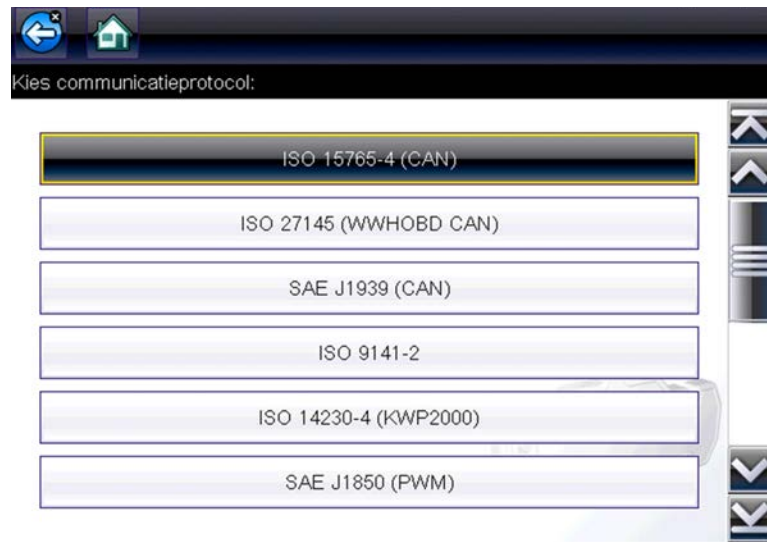 Kies communicatieprotocol:
ISO 15765-4 (CAN)
ISO 27145 (WWHOBD CAN)
SAE J1939 (CAN)
ISO 9141-2
ISO 14230-4 (KWP2000)
SAE J1850 (PWM)